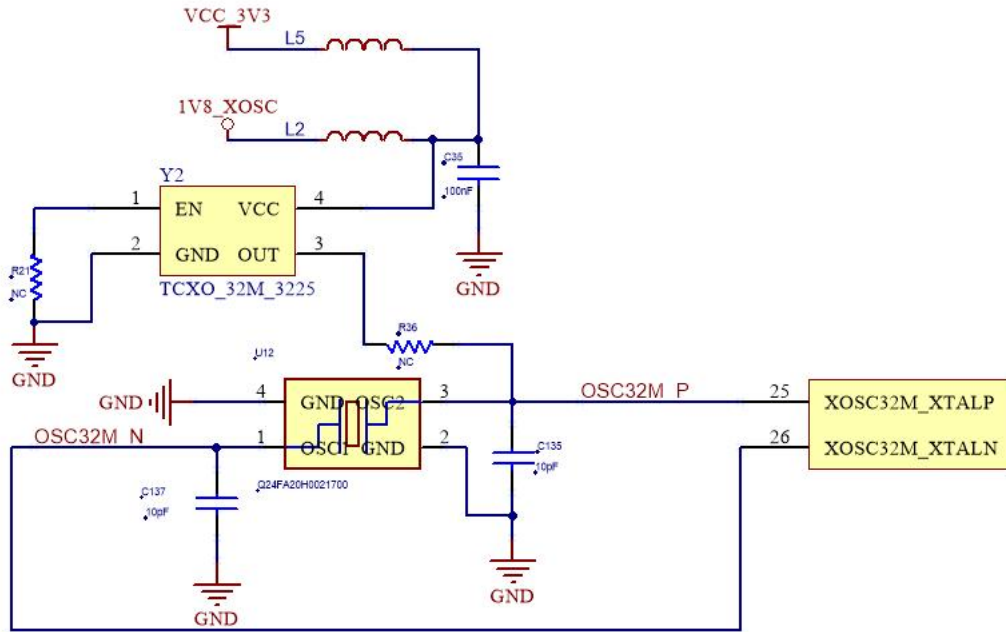 VCC_3V3
L5
1V8_XOSC
L2
C35
100nF
Y2
1 EN VCC 4
2 GND OUT 3
TCXO_32M_3225
R21
NC
GND
GND
R36
NC
U12
GND 4 GND OSC2 3 OSC32M_P 25 XOSC32M_XTALP
OSC32M_N 1 OSC1 GND 2 26 XOSC32M_XTALN
C135
10pF
Q24FA20H0021700
C137
10pF
GND
GND